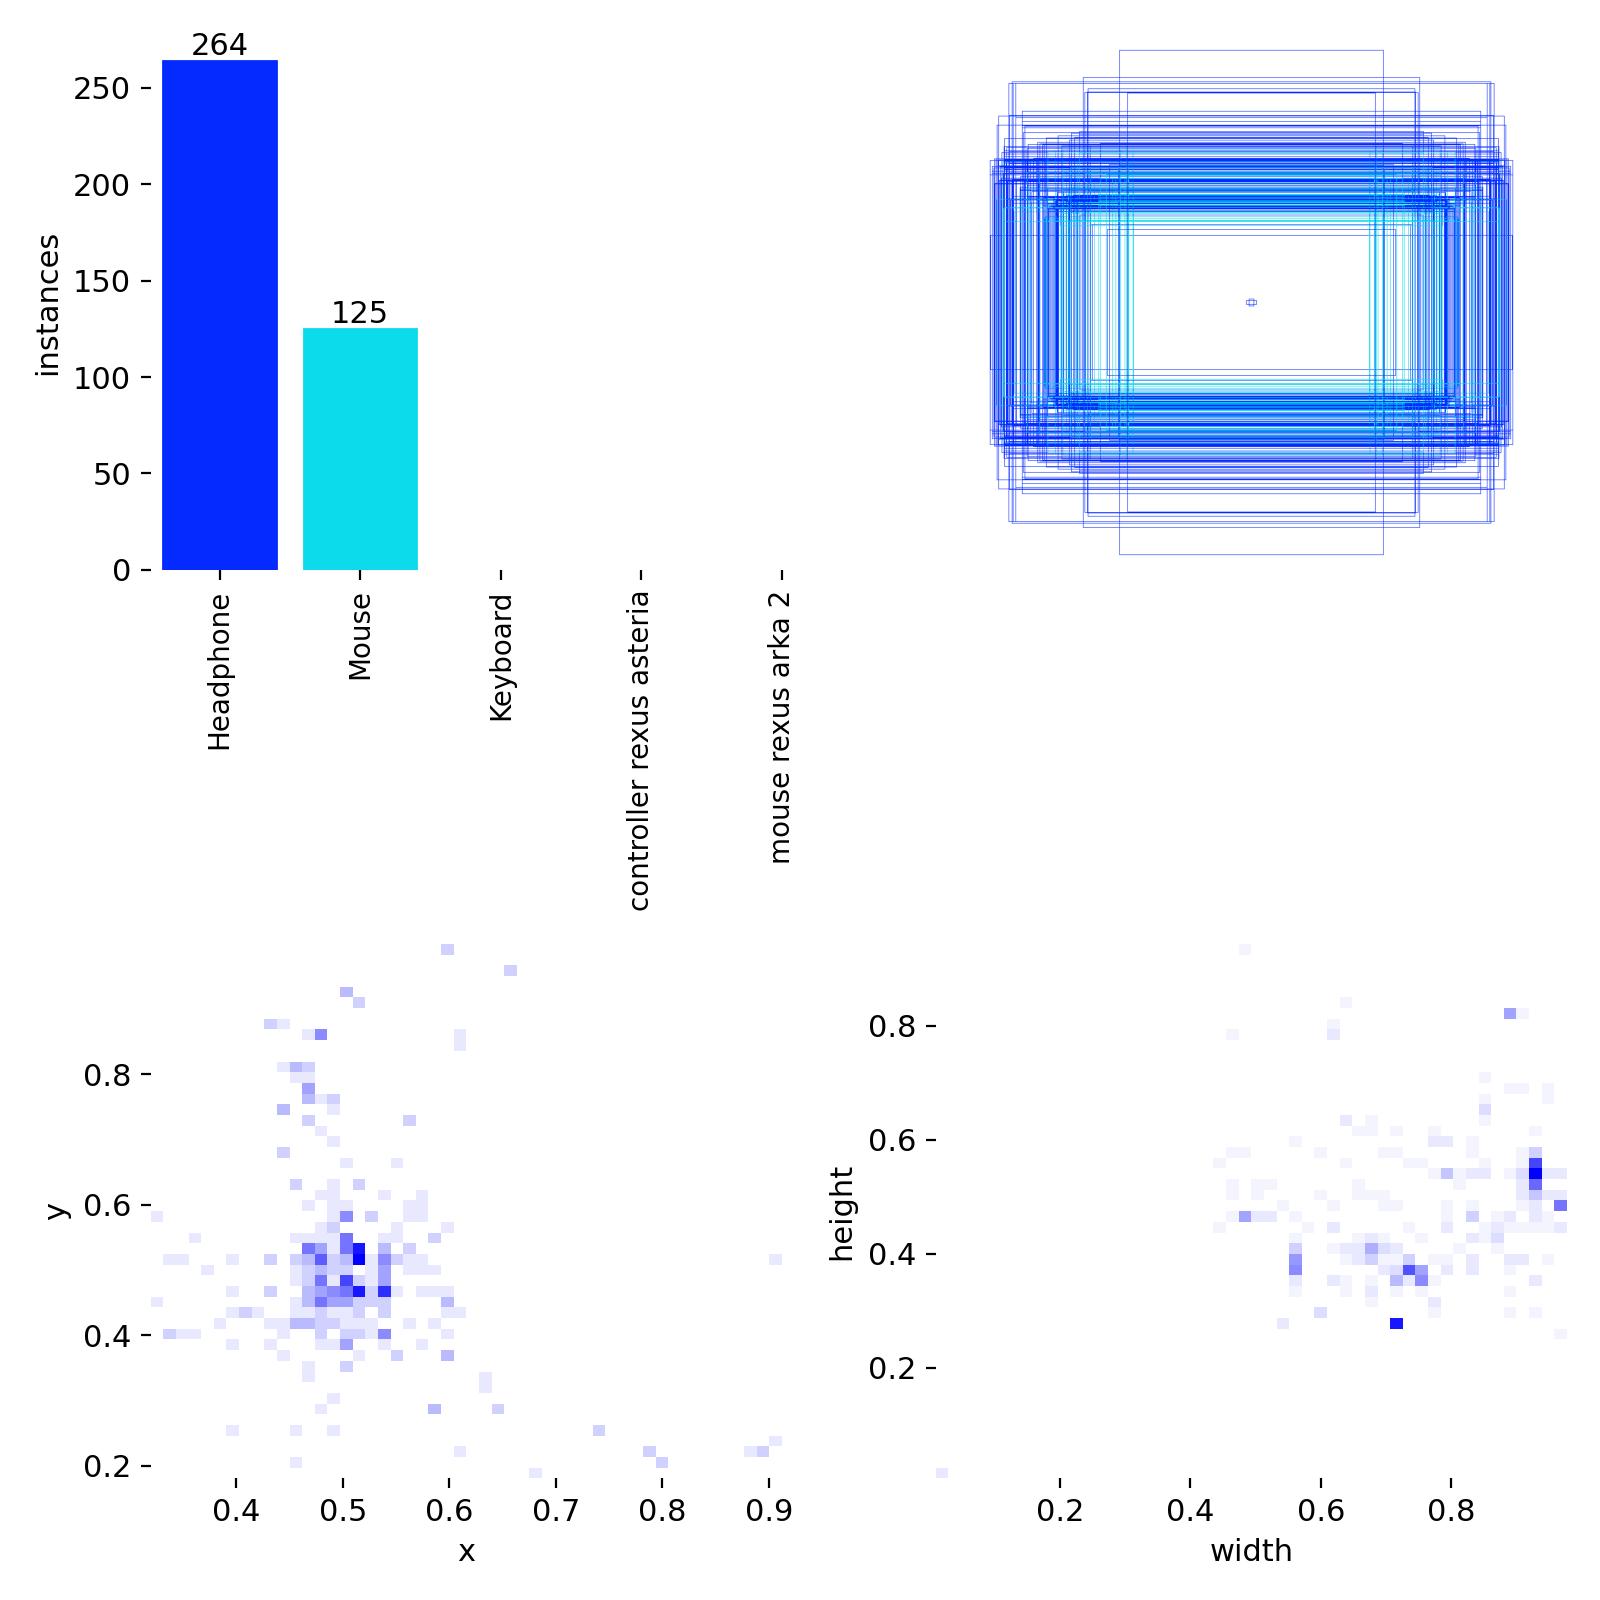 264
125
instances
250
200
150
100
50
0
Headphone
Mouse
Keyboard
controller rexus asteria
mouse rexus arka 2
y
0.8
0.6
0.4
0.2
0.4 0.5 0.6 0.7 0.8 0.9
x
height
0.8
0.6
0.4
0.2
0.2 0.4 0.6 0.8
width